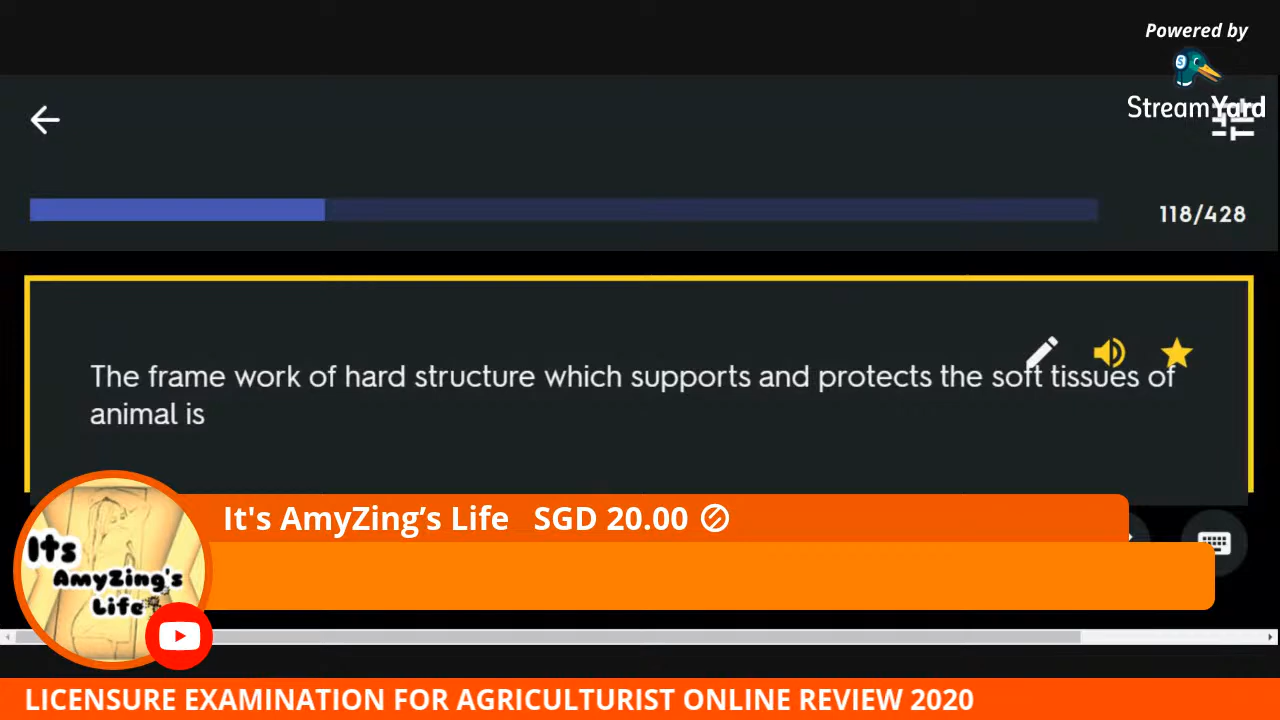 Powered by
StreamYard
118/428
The frame work of hard structure which supports and protects the soft tissues of
animal is
It's AmyZing’s Life SGD 20.00
Its
AmyZing's
Life
LICENSURE EXAMINATION FOR AGRICULTURIST ONLINE REVIEW 2020